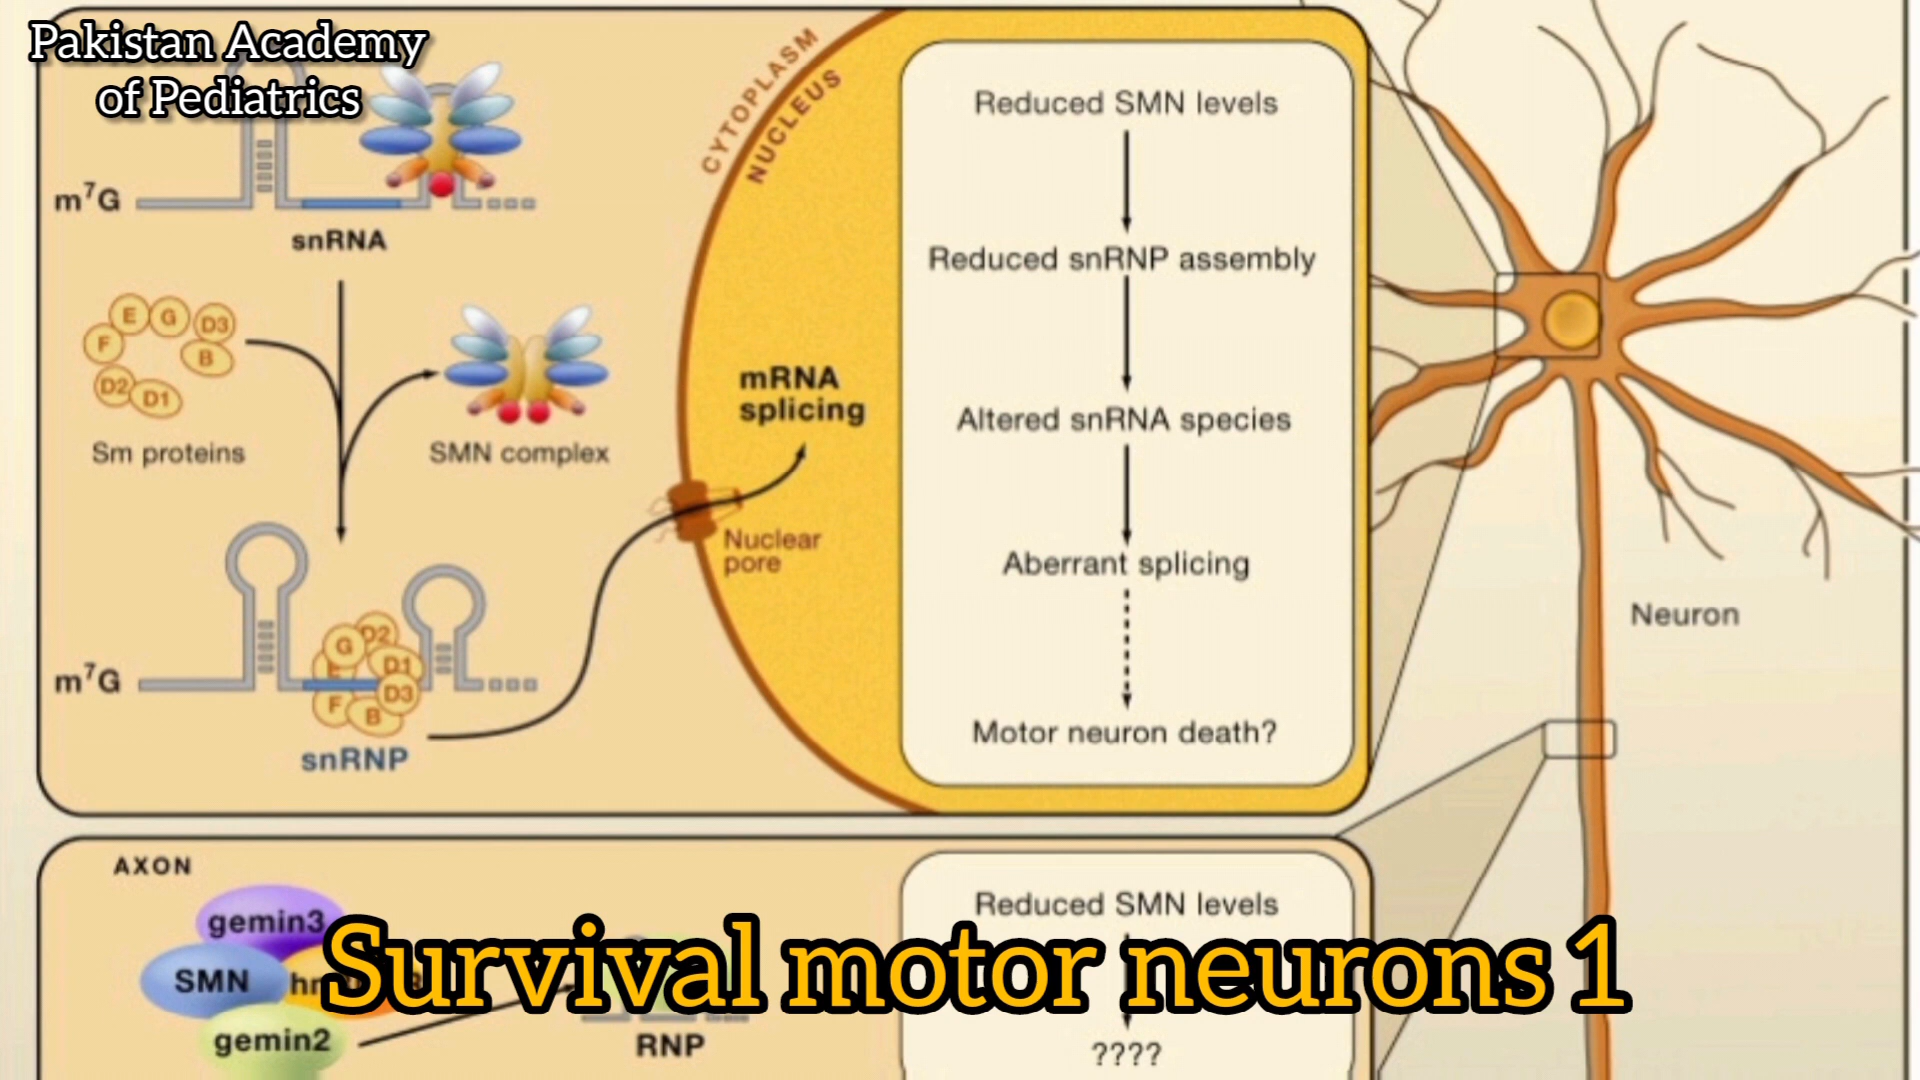 Pakistan Academy
of Pediatrics
CYTOPLASM
NUCLEUS
m⁷G
snRNA
E
G
D3
F
B
D2
D1
Sm proteins
SMN complex
mRNA
splicing
Nuclear
pore
m⁷G
D2
G
D1
E
D3
F
B
snRNP
Reduced SMN levels
Reduced snRNP assembly
Altered snRNA species
Aberrant splicing
Motor neuron death?
Neuron
AXON
gemin3
SMN
gemin2
RNP
Reduced SMN levels
????
Survival motor neurons 1